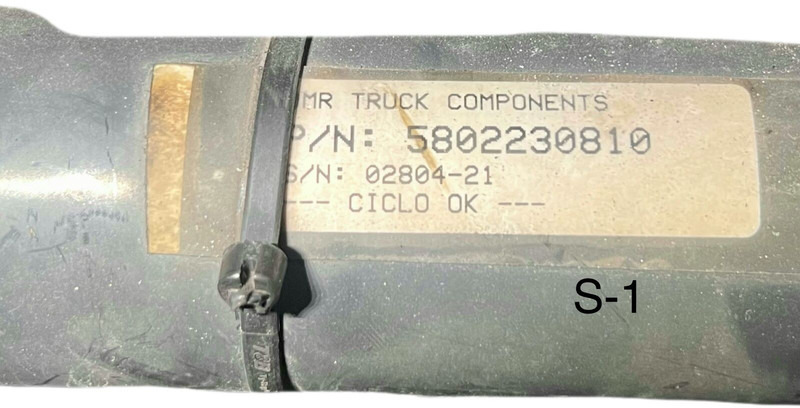 MR TRUCK COMPONENTS
P/N: 5802230810
S/N: 02804-21
--- CICLO OK ---
S-1